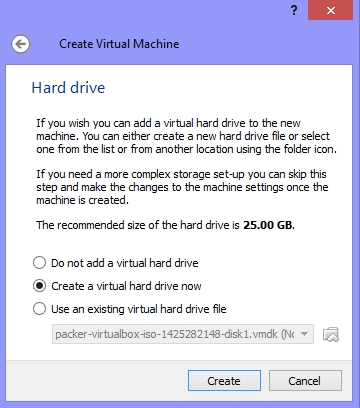 ?
Create Virtual Machine
Hard drive
If you wish you can add a virtual hard drive to the new
machine. You can either create a new hard drive file or select
one from the list or from another location using the folder icon.
If you need a more complex storage set-up you can skip this
step and make the changes to the machine settings once the
machine is created.
The recommended size of the hard drive is 25.00 GB.
Do not add a virtual hard drive
Create a virtual hard drive now
Use an existing virtual hard drive file
packer-virtualbox-iso-1425282148-disk1.vmdk (Nc
Create
Cancel